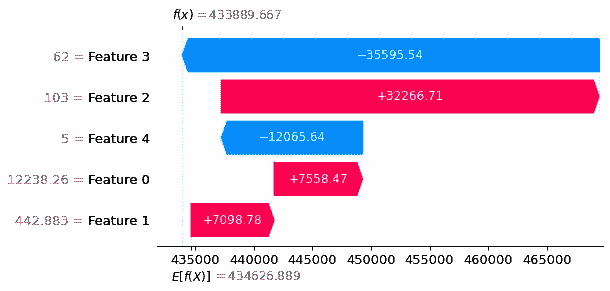 f(x) = 433889.667
62 = Feature 3
−35595.54
103 = Feature 2
+32266.71
5 = Feature 4
−12065.64
12238.26 = Feature 0
+7558.47
442.883 = Feature 1
+7098.78
435000 440000 445000 450000 455000 460000 465000
E[f(X)] = 434626.889